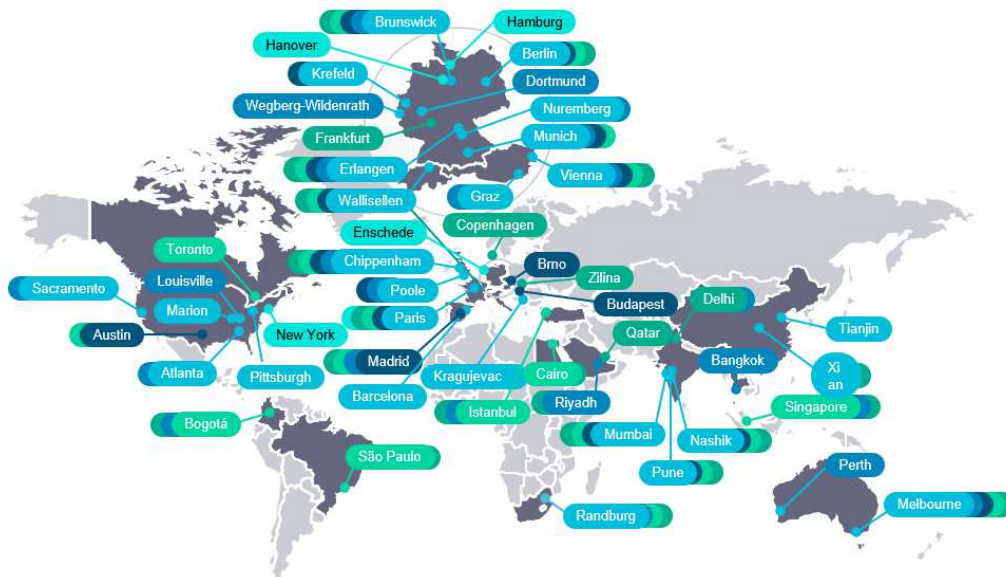 Brunswick
Hamburg
Hanover
Berlin
Krefeld
Dortmund
Wegberg-Wildenrath
Nuremberg
Frankfurt
Munich
Erlangen
Vienna
Wallisellen
Graz
Copenhagen
Enschede
Toronto
Chippenham
Brno
Zilina
Louisville
Poole
Budapest
Delhi
Sacramento
Marion
Paris
Qatar
Tianjin
Austin
New York
Madrid
Bangkok
Atlanta
Pittsburgh
Barcelona
Kragujevac
Cairo
Riyadh
Xi
an
Bogotá
Istanbul
Singapore
Mumbai
Nashik
São Paulo
Pune
Perth
Randburg
Melbourne